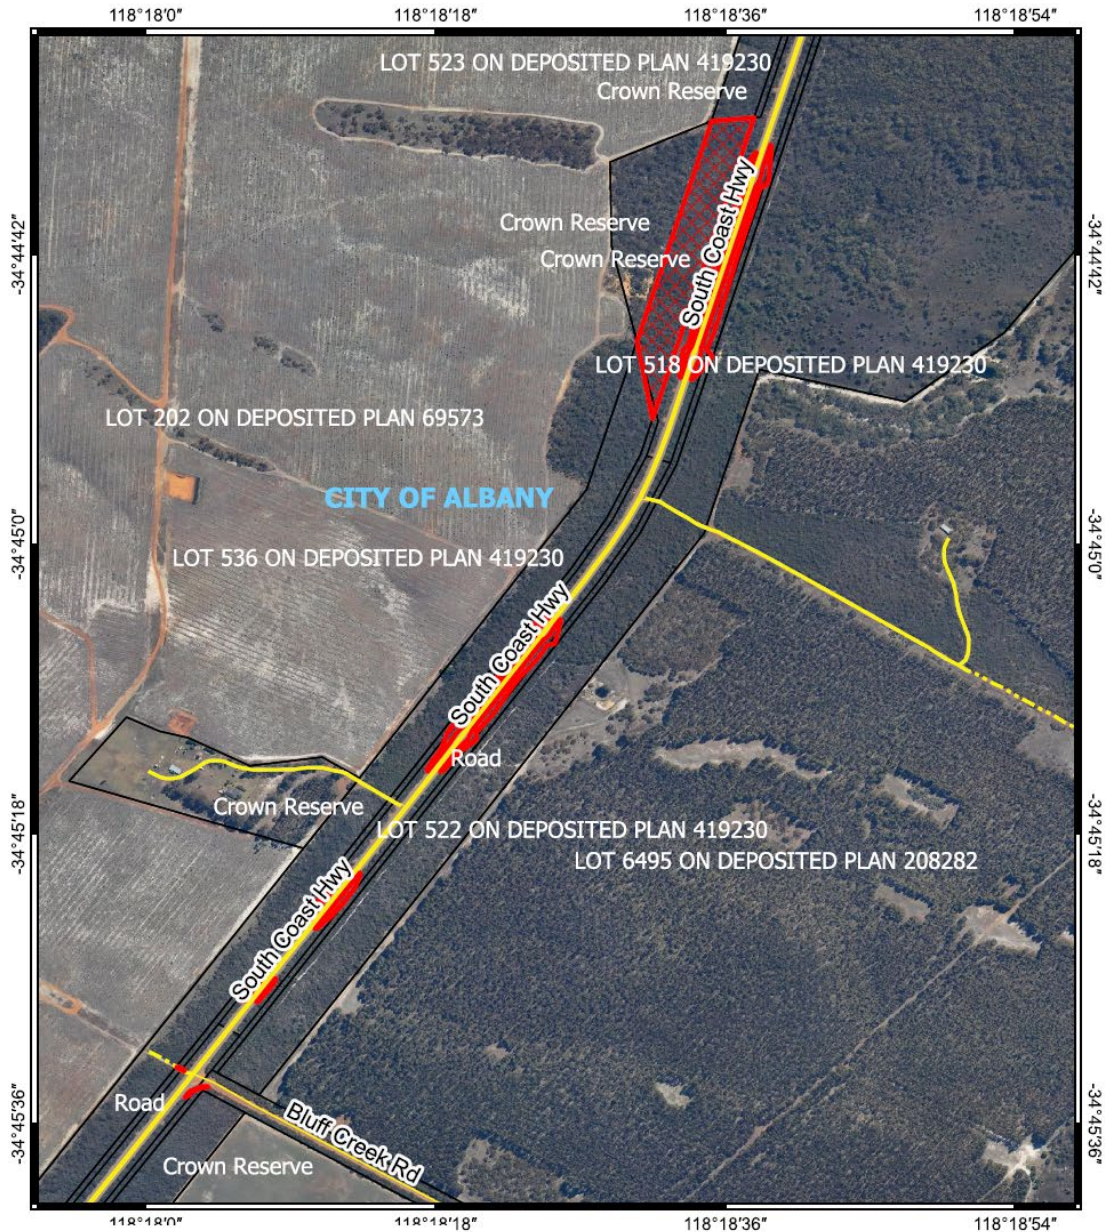 118°18'0" 118°18'18" 118°18'36" 118°18'54"
LOT 523 ON DEPOSITED PLAN 419230
Crown Reserve
South Coast Hwy
Crown Reserve
-34°44'42" -34°44'42"
Crown Reserve
LOT 518 ON DEPOSITED PLAN 419230
LOT 202 ON DEPOSITED PLAN 69573
CITY OF ALBANY
-34°45'0" -34°45'0"
LOT 536 ON DEPOSITED PLAN 419230
South Coast Hwy
Road
Crown Reserve
-34°45'18" -34°45'18"
LOT 522 ON DEPOSITED PLAN 419230
LOT 6495 ON DEPOSITED PLAN 208282
South Coast Hwy
Road
-34°45'36" -34°45'36"
Bluff Creek Rd
Crown Reserve
118°18'0" 118°18'18" 118°18'36" 118°18'54"